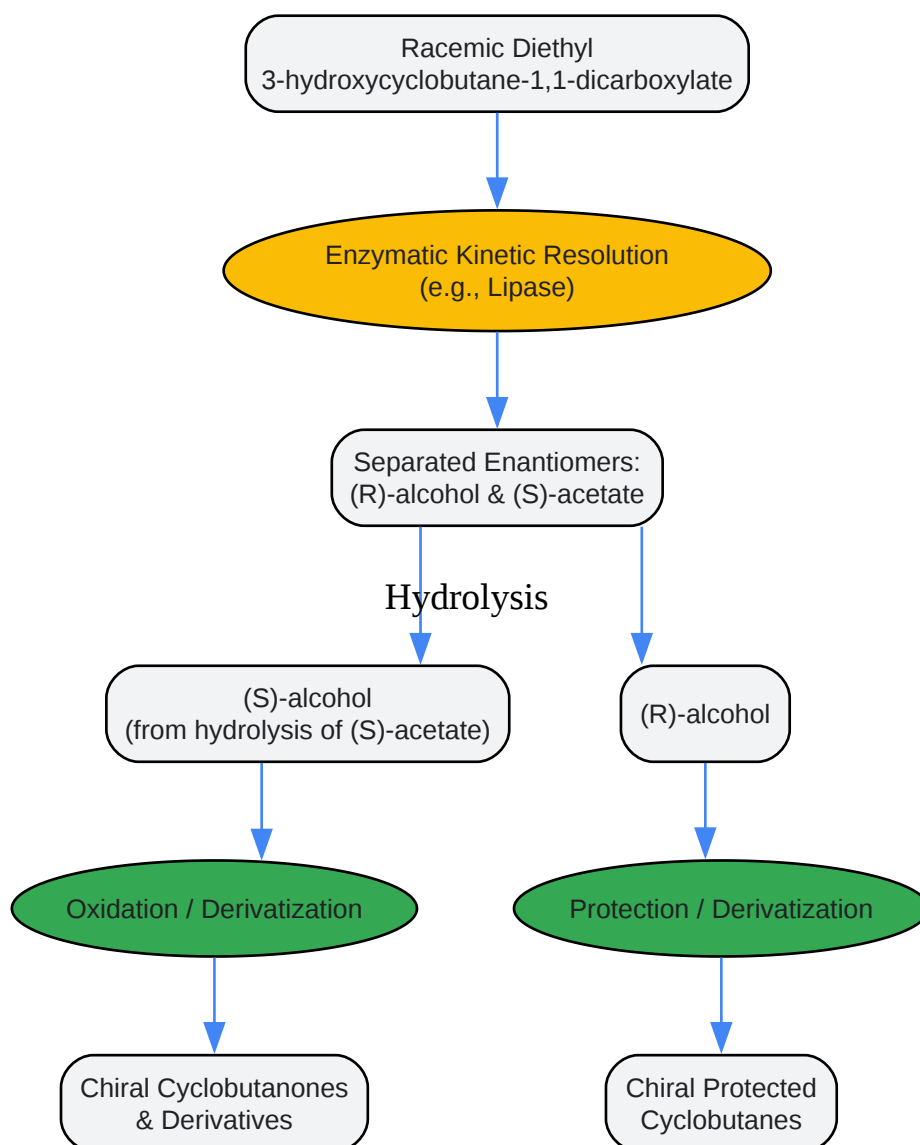 Racemic Diethyl
3-hydroxycyclobutane-1,1-dicarboxylate
Enzymatic Kinetic Resolution
(e.g., Lipase)
Separated Enantiomers:
(R)-alcohol & (S)-acetate
Hydrolysis
(S)-alcohol
(from hydrolysis of (S)-acetate)
(R)-alcohol
Oxidation / Derivatization
Protection / Derivatization
Chiral Cyclobutanones
& Derivatives
Chiral Protected
Cyclobutanes